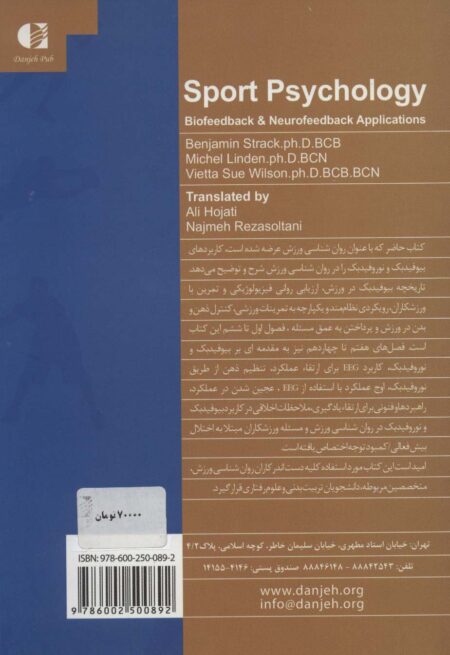 Danjeh Pub
Sport Psychology
Biofeedback & Neurofeedback Applications
Benjamin Strack.ph.D.BCB
Michel Linden.ph.D.BCN
Vietta Sue Wilson.ph.D.BCB.BCN
Translated by
Ali Hojati
Najmeh Rezasoltani
کتاب حاضر که با عنوان روان شناسی ورزش عرضه شده است، کاربردهای
بیوفیدبک و نوروفیدبک را در روان شناسی ورزش شرح و توضیح می‌دهد.
تاریخچه بیوفیدبک در ورزش، ارزیابی روانی فیزیولوژیکی و تمرین با
ورزشکاران، رویکردی نظام‌مند و یکپارچه به تمرینات ورزشی، کنترل ذهن و
بدن در ورزش و پرداختن به عمق مسئله، فصول اول تا ششم این کتاب
است. فصل‌های هفتم تا چهاردهم نیز به مقدمه ای بر بیوفیدبک و
نوروفیدبک، کاربرد EEG برای ارتقاء عملکرد، تنظیم ذهن از طریق
نوروفیدبک، اوج عملکرد با استفاده از EEG، عجین شدن در عملکرد،
راهبردها و فنونی برای ارتقاء یادگیری، ملاحظات اخلاقی در کاربرد بیوفیدبک
و نوروفیدبک در روان شناسی ورزش و مسئله ورزشکاران مبتلا به اختلال
بیش فعالی/کمبود توجه اختصاص یافته است.
امید است این کتاب مورد استفاده کلیه دست اندرکاران روان شناسی ورزش،
متخصصین مربوطه، دانشجویان تربیت بدنی و علوم رفتاری قرار گیرد.
۷۰۰۰۰ تومان
تهران: خیابان استاد مطهری، خیابان سلیمان خاطر، کوچه اسلامی، پلاک ۴/۲
تلفن: ۸۸۸۴۲۵۴۳ - ۸۸۸۴۶۱۴۸ صندوق پستی: ۴۱۴۶-۱۴۱۵۵
www.danjeh.org
info@danjeh.org
ISBN: 978-600-250-089-2
9 786002 500892